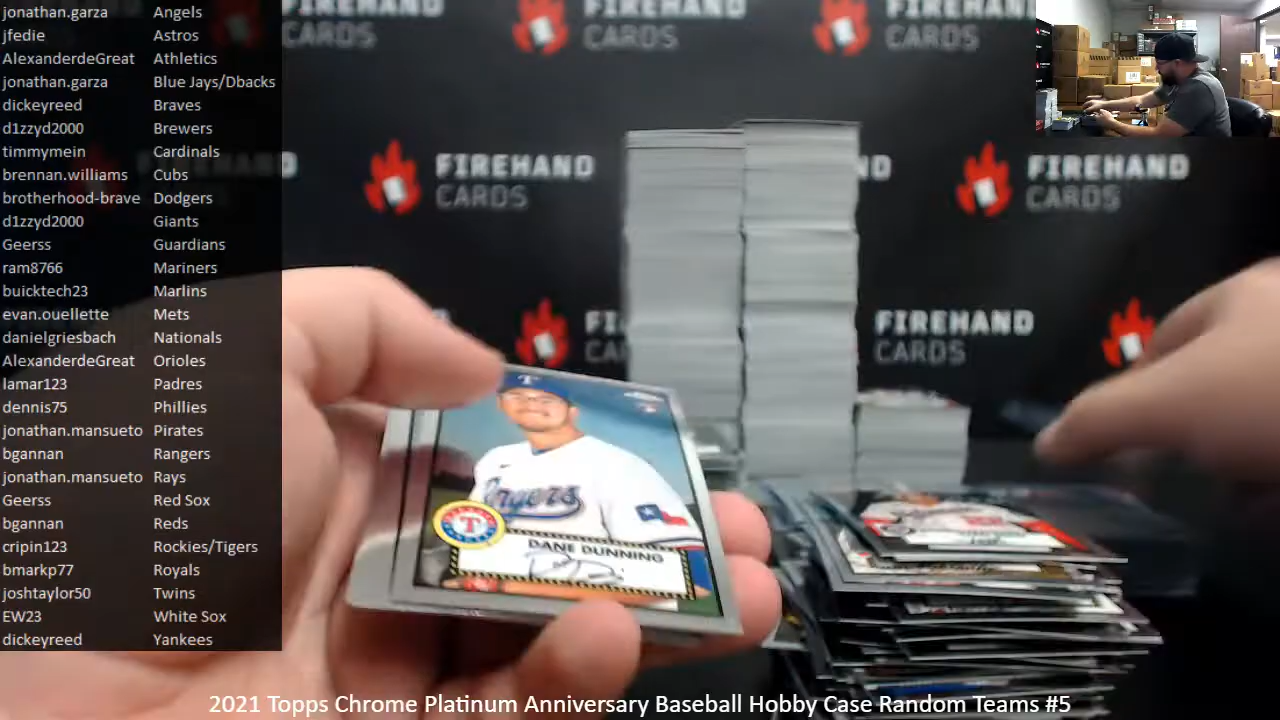 jonathan.garza Angels
jfedie Astros
AlexanderdeGreat Athletics
jonathan.garza Blue Jays/Dbacks
dickeyreed Braves
d1zzyd2000 Brewers
timmymein Cardinals
brennan.williams Cubs
brotherhood-brave Dodgers
d1zzyd2000 Giants
Geerss Guardians
ram8766 Mariners
buicktech23 Marlins
evan.ouellette Mets
danielgriesbach Nationals
AlexanderdeGreat Orioles
lamar123 Padres
dennis75 Phillies
jonathan.mansueto Pirates
bgannan Rangers
jonathan.mansueto Rays
Geerss Red Sox
bgannan Reds
cripin123 Rockies/Tigers
bmarkp77 Royals
joshtaylor50 Twins
EW23 White Sox
dickeyreed Yankees
FIREHAND
CARDS
FIREHAND
CARDS
FIREHAND
CARDS
FIREHAND
CARDS
FIREHAND
CARDS
FIREHAND
CARDS
T
Rangers
T
DANE DUNNING
2021 Topps Chrome Platinum Anniversary Baseball Hobby Case Random Teams #5